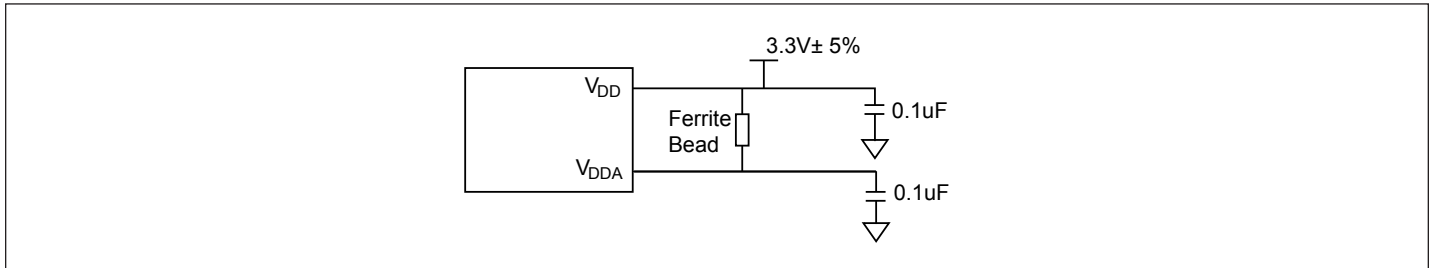 3.3V± 5%
VDD
0.1uF
Ferrite
Bead
VDDA
0.1uF